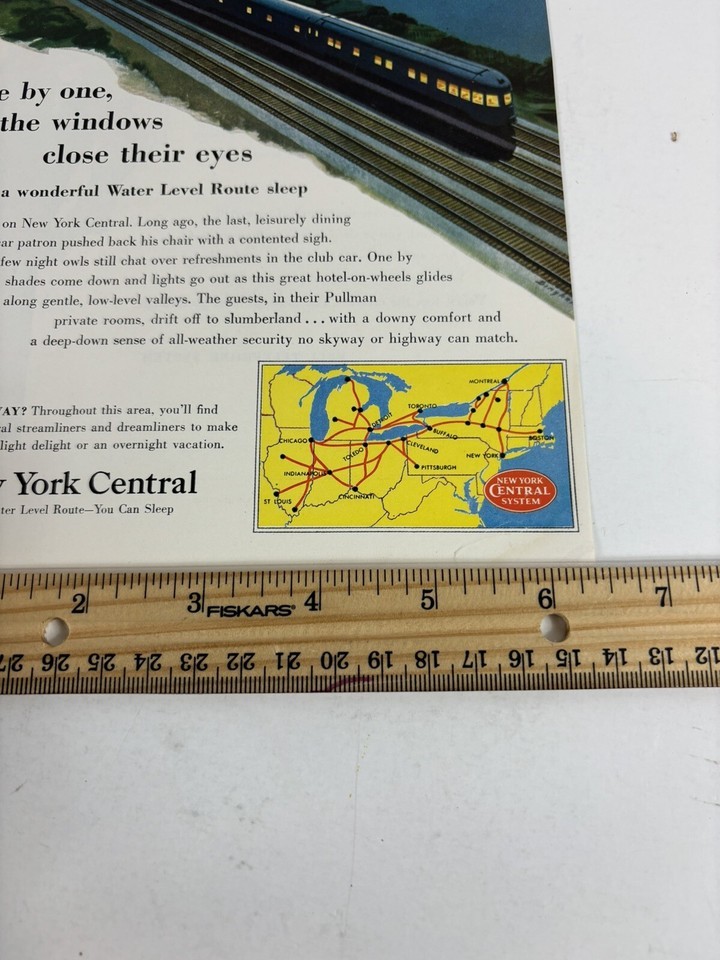 e by one,
the windows
close their eyes
a wonderful Water Level Route sleep
on New York Central. Long ago, the last, leisurely dining
ar patron pushed back his chair with a contented sigh.
few night owls still chat over refreshments in the club car. One by
shades come down and lights go out as this great hotel-on-wheels glides
along gentle, low-level valleys. The guests, in their Pullman
private rooms, drift off to slumberland . . . with a downy comfort and
a deep-down sense of all-weather security no skyway or highway can match.
WAY? Throughout this area, you'll find
al streamliners and dreamliners to make
light delight or an overnight vacation.
y York Central
ter Level Route—You Can Sleep
MONTREAL
TORONTO
DETROIT
BUFFALO
BOSTON
CHICAGO
TOLEDO
CLEVELAND
NEW YORK
PITTSBURGH
INDIANAPOLIS
ST LOUIS
CINCINNATI
NEW YORK
CENTRAL
SYSTEM
2 3 4 5 6 7
FISKARS®
27 26 25 24 23 22 21 20 19 18 17 16 15 14 13 12